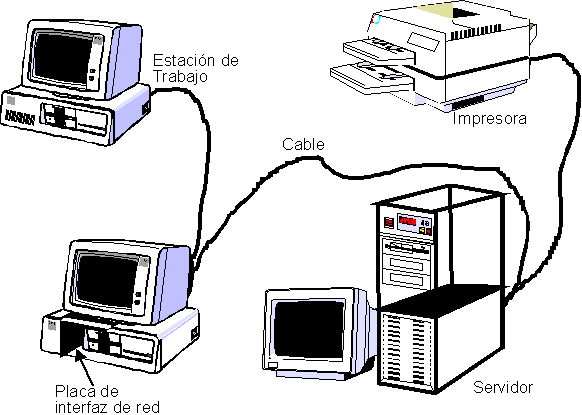 Estación de
Trabajo
Impresora
Cable
Servidor
Placa de
interfaz de red